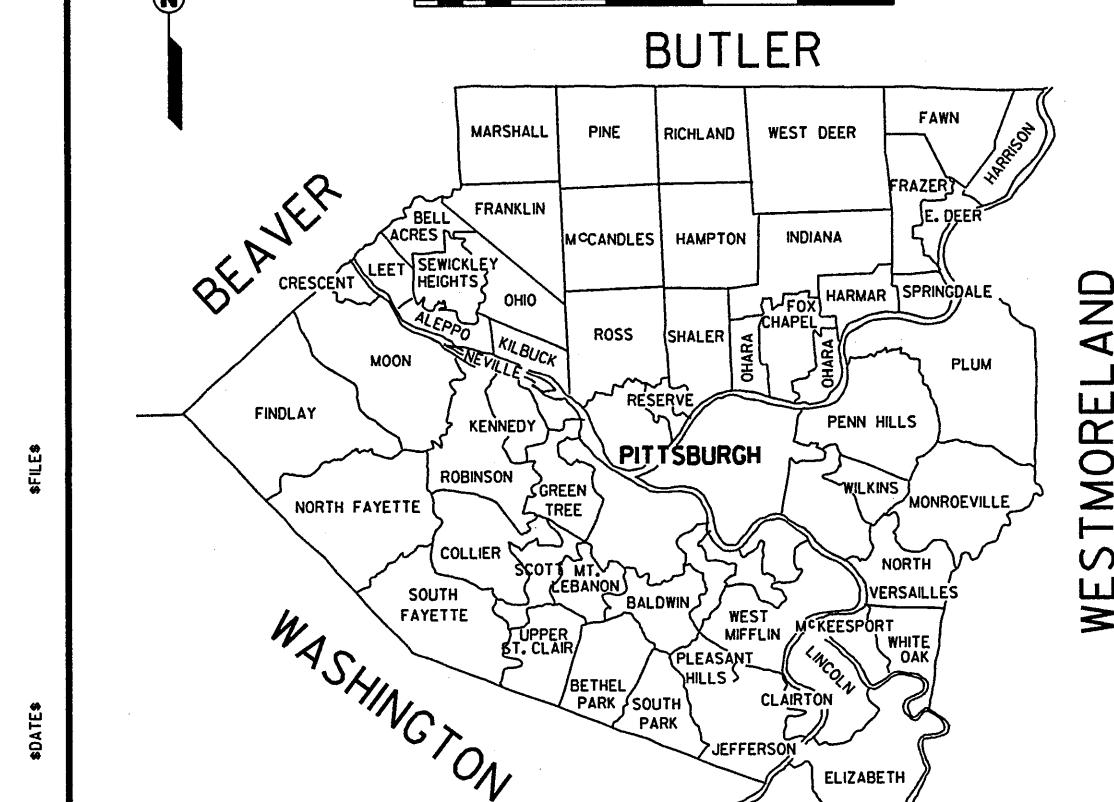 N
BUTLER
MARSHALL
PINE
RICHLAND
WEST DEER
FAWN
HARRISON
BEAVER
BELL
ACRES
FRANKLIN
McCANDLES
HAMPTON
INDIANA
FRAZER
E. DEER
CRESCENT
LEET
SEWICKLEY
HEIGHTS
OHIO
HARMAR
SPRINGDALE
FOX
CHAPEL
ALEPPO
KILBUCK
ROSS
SHALER
OHARA
OHARA
MOON
NEVILLE
PLUM
WESTMORELAND
FINDLAY
KENNEDY
RESERVE
PENN HILLS
PITTSBURGH
ROBINSON
GREEN
TREE
WILKINS
MONROEVILLE
NORTH FAYETTE
COLLIER
SCOTT
MT.
LEBANON
NORTH
VERSAILLES
SOUTH
FAYETTE
BALDWIN
WEST
MIFFLIN
McKEESPORT
WHITE
OAK
UPPER
ST. CLAIR
PLEASANT
HILLS
LINCOLN
BETHEL
PARK
SOUTH
PARK
CLAIRTON
JEFFERSON
ELIZABETH
WASHINGTON
$FILE$
$DATE$